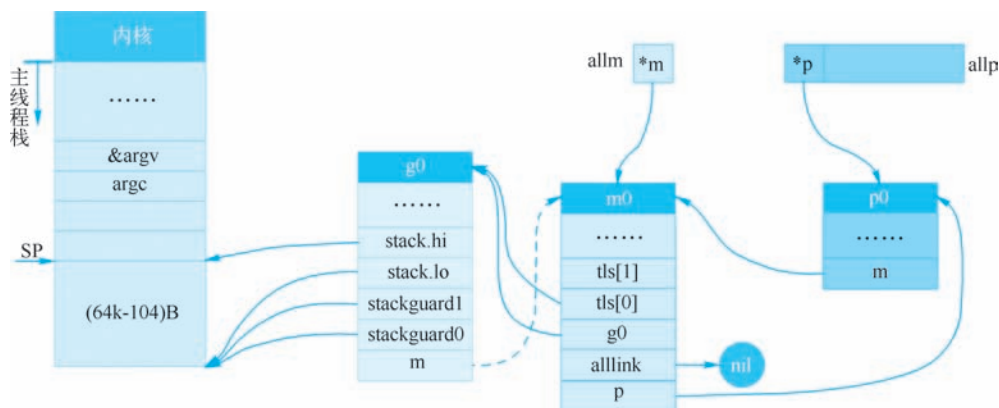 内核
主线程栈
……
&argv
argc
SP
(64k-104)B
g0
……
stack.hi
stack.lo
stackguard1
stackguard0
m
allm
*m
m0
……
tls[1]
tls[0]
g0
alllink
p
nil
*p
allp
p0
……
m